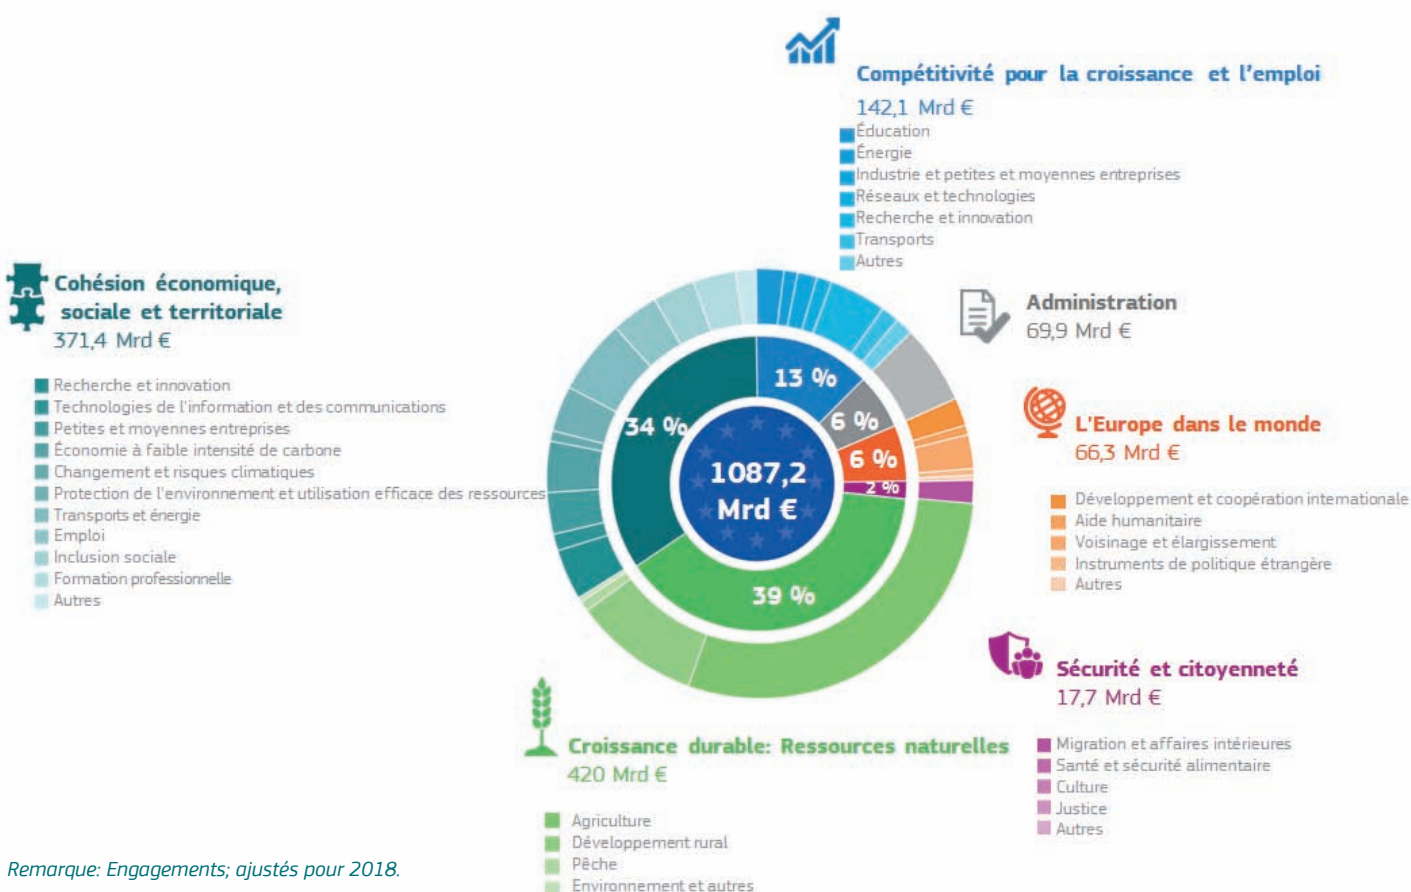 Compétitivité pour la croissance et l'emploi
142,1 Mrd €
Éducation
Énergie
Industrie et petites et moyennes entreprises
Réseaux et technologies
Recherche et innovation
Transports
Autres
Cohésion économique,
sociale et territoriale
371,4 Mrd €
Recherche et innovation
Technologies de l'information et des communications
Petites et moyennes entreprises
Économie à faible intensité de carbone
Changement et risques climatiques
Protection de l'environnement et utilisation efficace des ressources
Transports et énergie
Emploi
Inclusion sociale
Formation professionnelle
Autres
Administration
69,9 Mrd €
13 %
34 %
6 %
6 %
2 %
39 %
1087,2
Mrd €
L'Europe dans le monde
66,3 Mrd €
Développement et coopération internationale
Aide humanitaire
Voisinage et élargissement
Instruments de politique étrangère
Autres
Sécurité et citoyenneté
17,7 Mrd €
Migration et affaires intérieures
Santé et sécurité alimentaire
Culture
Justice
Autres
Croissance durable: Ressources naturelles
420 Mrd €
Agriculture
Développement rural
Pêche
Environnement et autres
Remarque: Engagements; ajustés pour 2018.